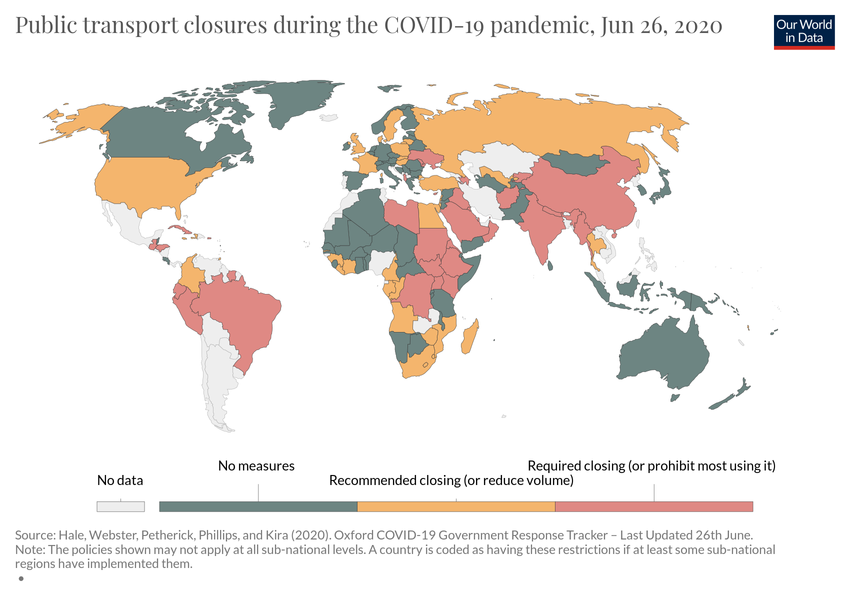 Public transport closures during the COVID-19 pandemic, Jun 26, 2020
Our World
in Data
No data
No measures
Recommended closing (or reduce volume)
Required closing (or prohibit most using it)
Source: Hale, Webster, Petherick, Phillips, and Kira (2020). Oxford COVID-19 Government Response Tracker – Last Updated 26th June.
Note: The policies shown may not apply at all sub-national levels. A country is coded as having these restrictions if at least some sub-national
regions have implemented them.